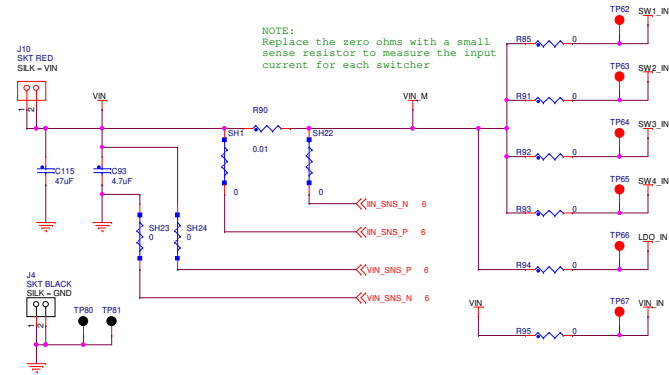 NOTE:
Replace the zero ohms with a small
sense resistor to measure the input
current for each switcher
J10
SKT RED
SILK = VIN
1
2
VIN
C115
47uF
C93
4.7uF
SH23
0
SH24
0
SH1
0
R90
0.01
SH22
0
VIN_M
IIN_SNS_N 6
IIN_SNS_P 6
VIN_SNS_P 6
VIN_SNS_N 6
TP62
SW1_IN
R85
0
TP63
SW2_IN
R91
0
TP64
SW3_IN
R92
0
TP65
SW4_IN
R93
0
TP66
LDO_IN
R94
0
VIN
TP67
VIN_IN
R95
0
J4
SKT BLACK
SILK = GND
1
2
TP80
TP81